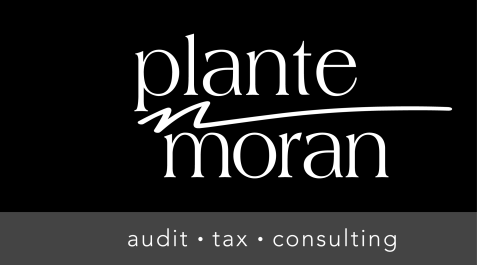 plante
moran
audit • tax • consulting